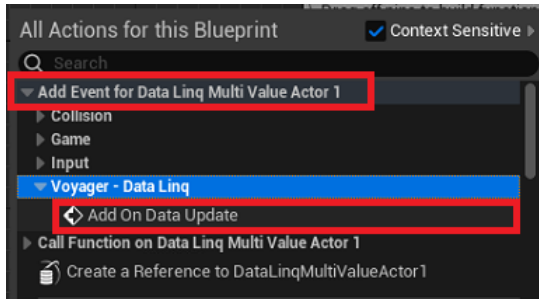 All Actions for this Blueprint Context Sensitive
Search
Add Event for Data Linq Multi Value Actor 1
Collision
Game
Input
Voyager - Data Linq
Add On Data Update
Call Function on Data Linq Multi Value Actor 1
Create a Reference to DataLinqMultiValueActor1